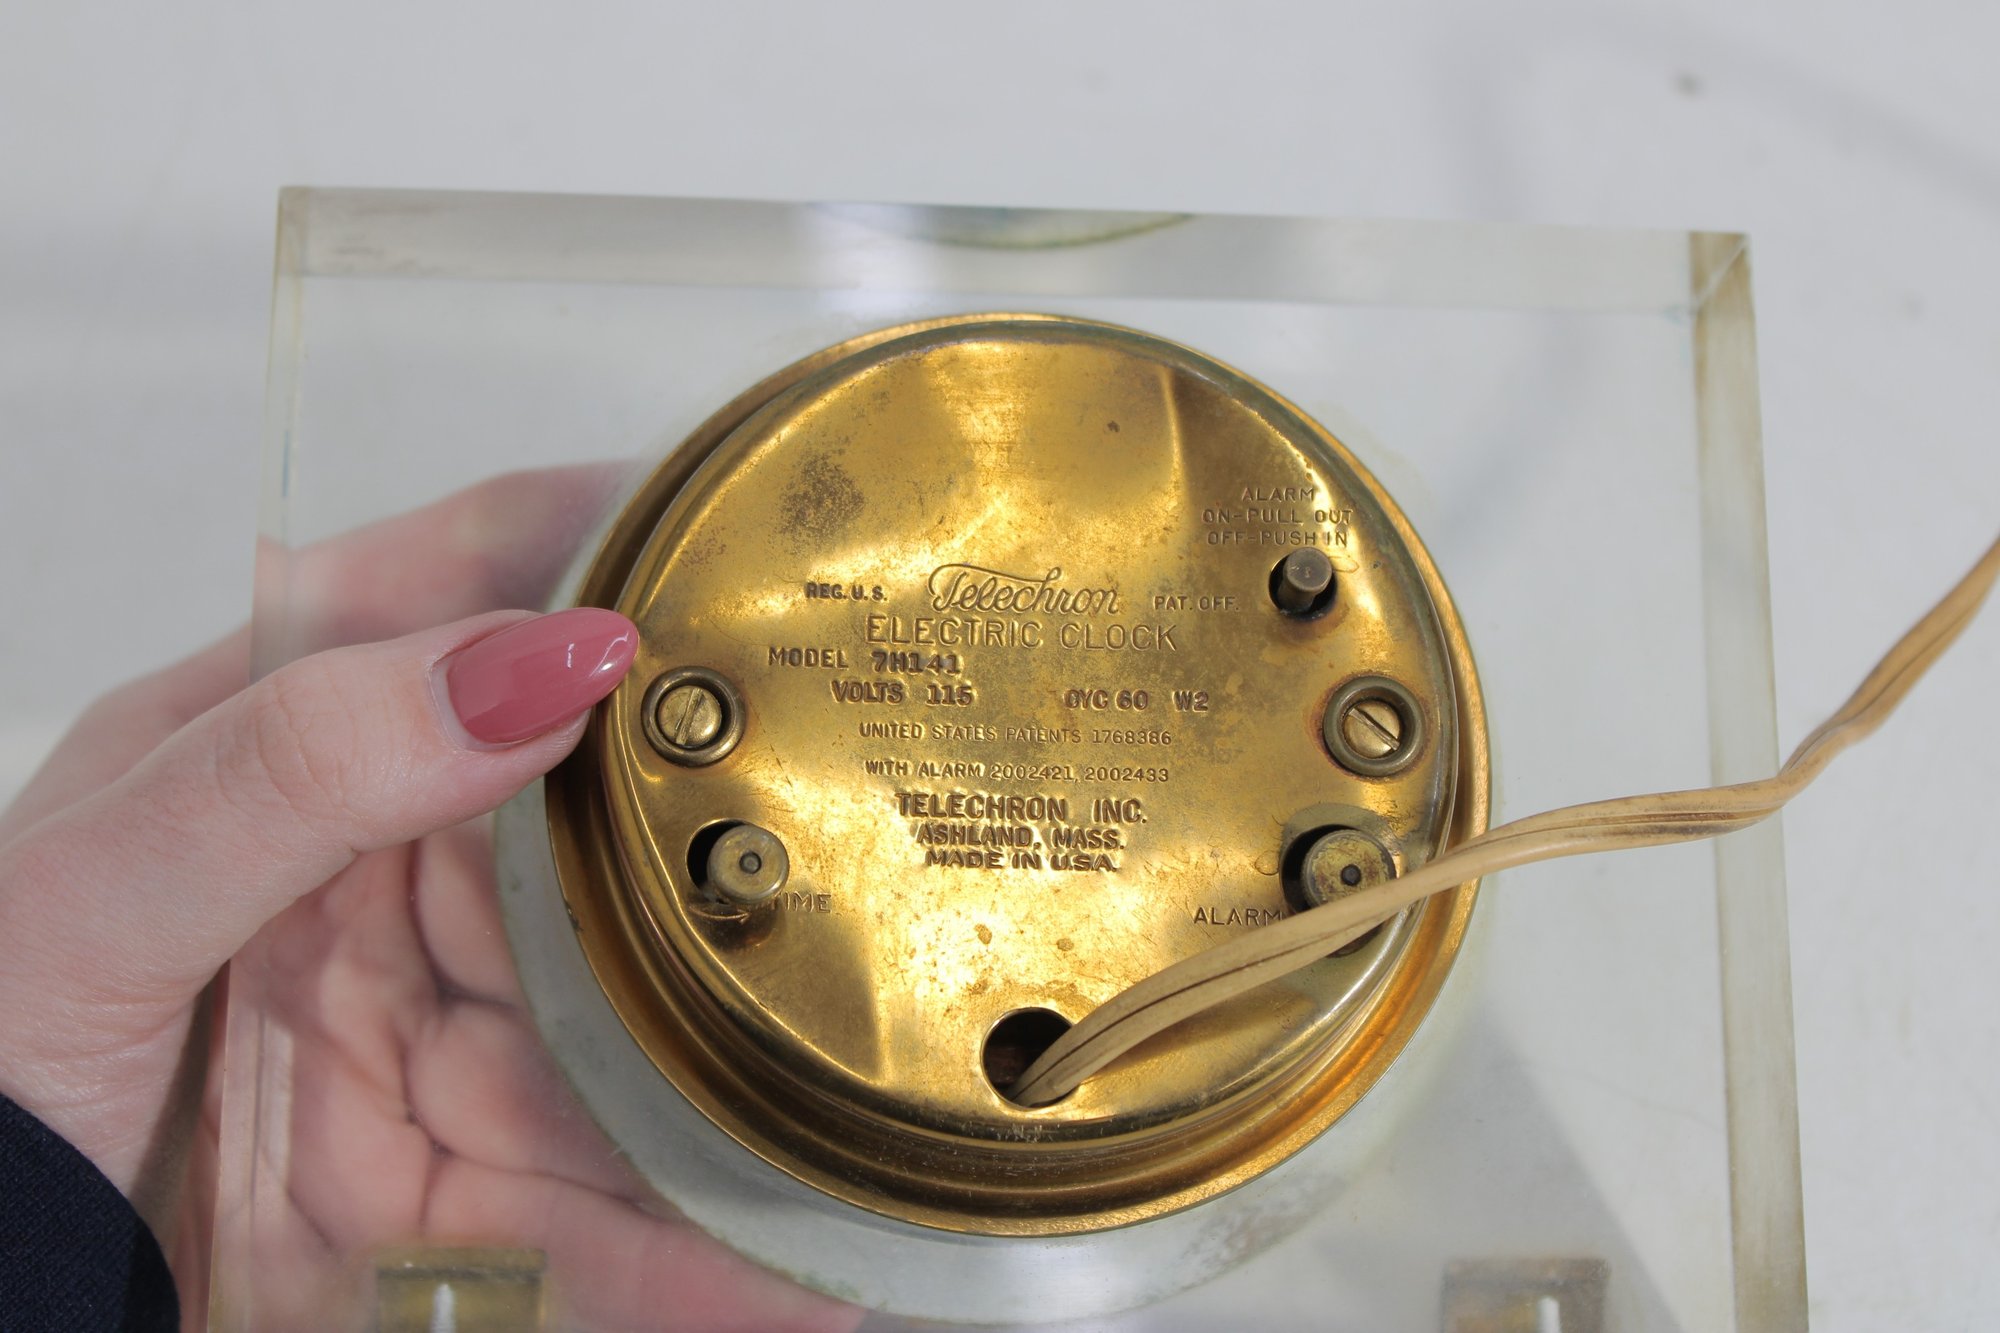 ALARM
ON-PULL OUT
OFF-PUSH IN
REG. U.S. Telechron PAT. OFF.
ELECTRIC CLOCK
MODEL 7H141
VOLTS 115 CYC 60 W2
UNITED STATES PATENTS 1768386
WITH ALARM 2002421, 2002433
TELECHRON INC.
ASHLAND, MASS.
MADE IN U.S.A.
TIME
ALARM